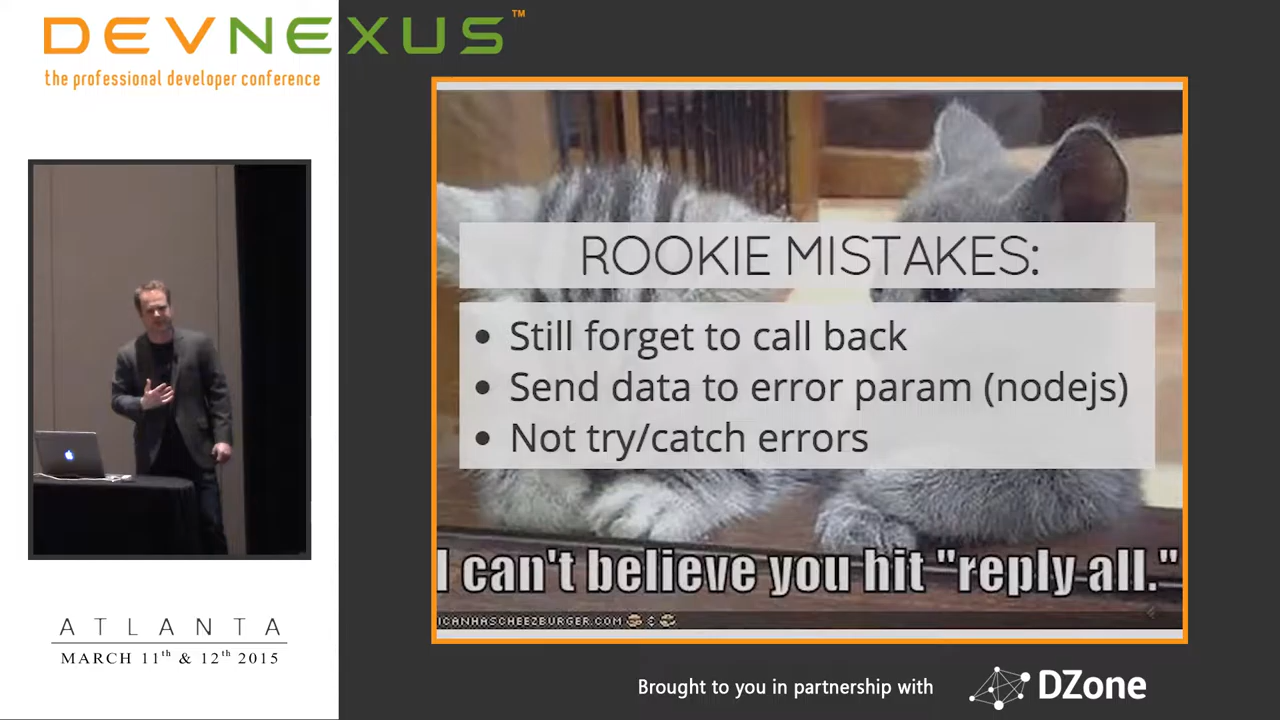 DEVNEXUS™
the professional developer conference
ROOKIE MISTAKES:
• Still forget to call back
• Send data to error param (nodejs)
• Not try/catch errors
I can't believe you hit "reply all."
ICANHASCHEEZBURGER.COM
ATLANTA
MARCH 11th & 12th 2015
Brought to you in partnership with
DZone